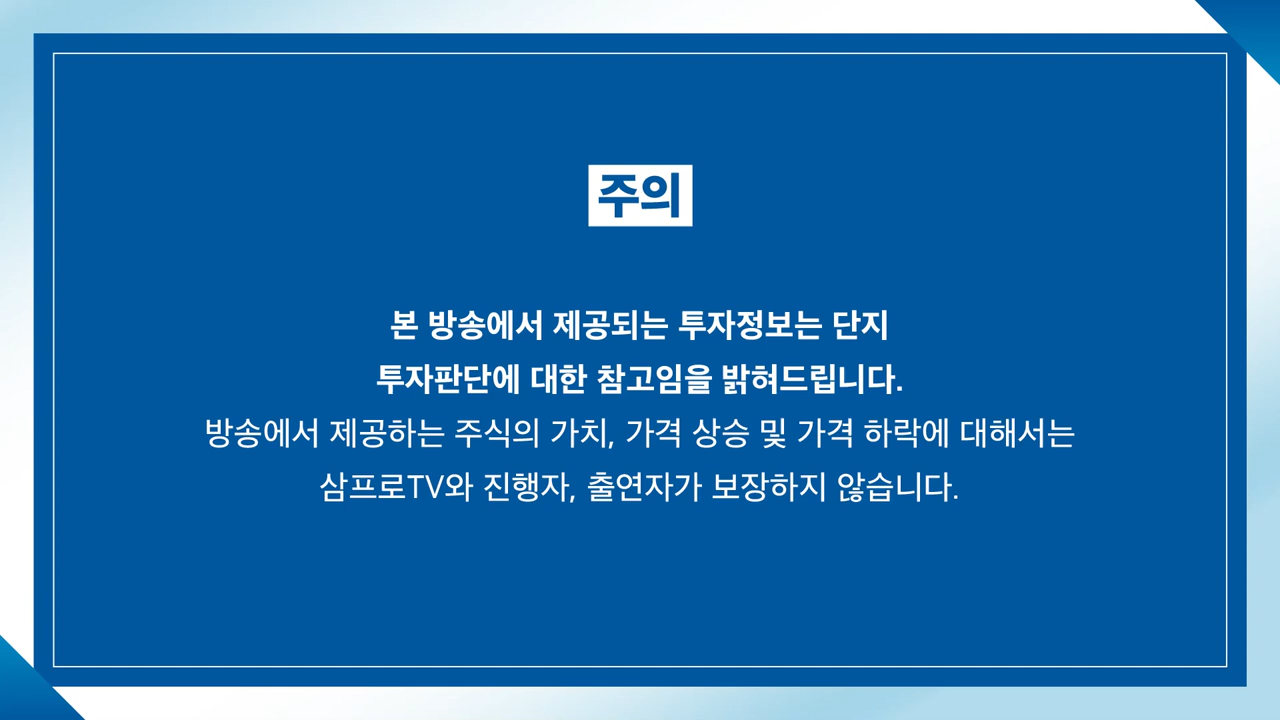 주의
본 방송에서 제공되는 투자정보는 단지
투자판단에 대한 참고임을 밝혀드립니다.
방송에서 제공하는 주식의 가치, 가격 상승 및 가격 하락에 대해서는
삼프로TV와 진행자, 출연자가 보장하지 않습니다.